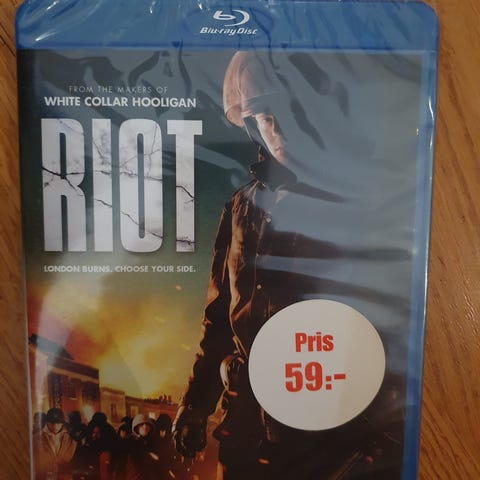 Blu-ray Disc
FROM THE MAKERS OF
WHITE COLLAR HOOLIGAN
RIOT
LONDON BURNS. CHOOSE YOUR SIDE.
Pris
59:-